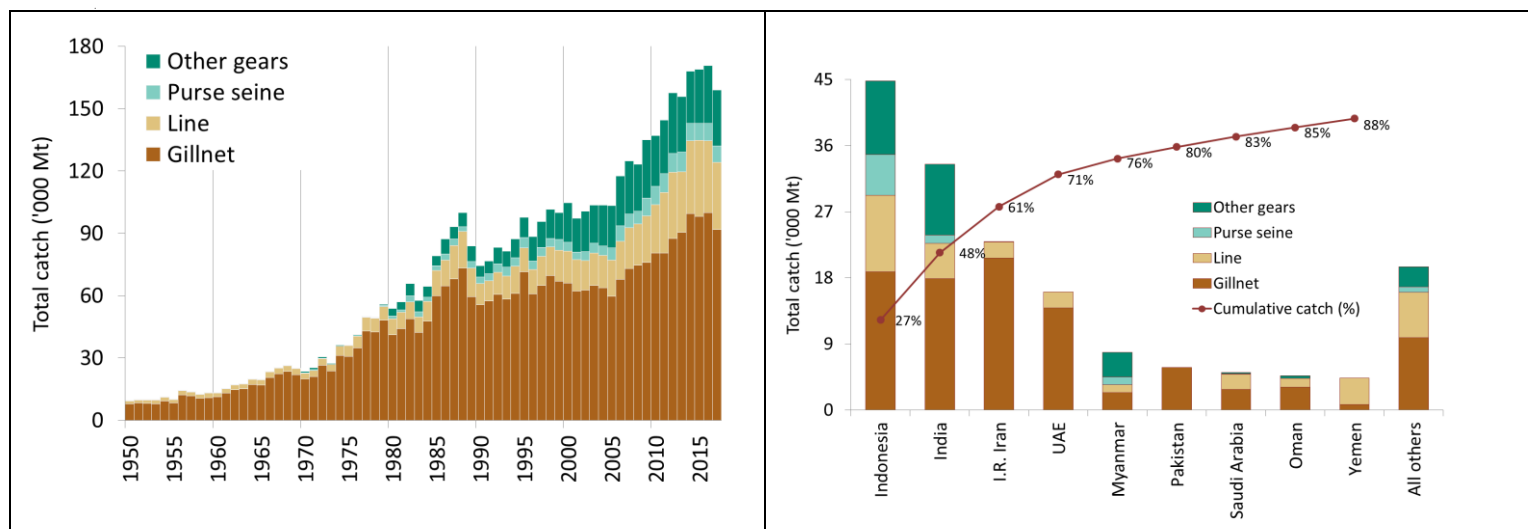 180
150
120
90
60
30
0
Total catch ('000 Mt)
Other gears
Purse seine
Line
Gillnet
1950
1955
1960
1965
1970
1975
1980
1985
1990
1995
2000
2005
2010
2015
45
36
27
18
9
0
Total catch ('000 Mt)
27%
48%
61%
71%
76%
80%
83%
85%
88%
Other gears
Purse seine
Line
Gillnet
Cumulative catch (%)
Indonesia
India
I.R. Iran
UAE
Myanmar
Pakistan
Saudi Arabia
Oman
Yemen
All others